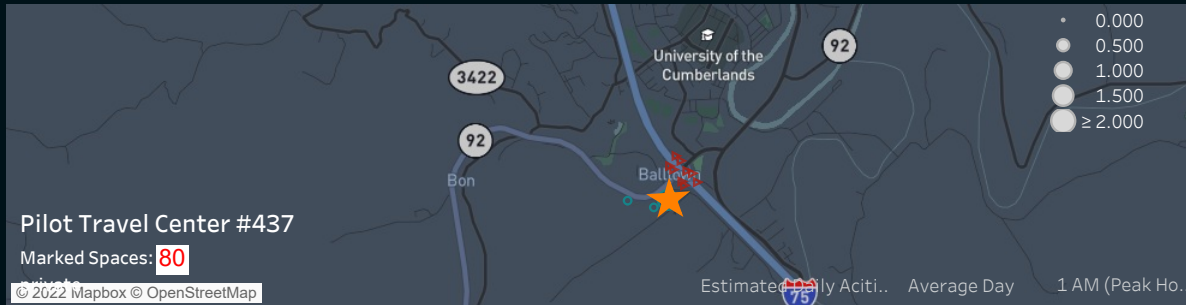 0.000
0.500
1.000
1.500
≥ 2.000
92
3422
University of the
Cumberlands
92
Bon
Balltown
Pilot Travel Center #437
Marked Spaces: 80
private
© 2022 Mapbox © OpenStreetMap
75
Estimated Daily Aciti.. Average Day 1 AM (Peak Ho..